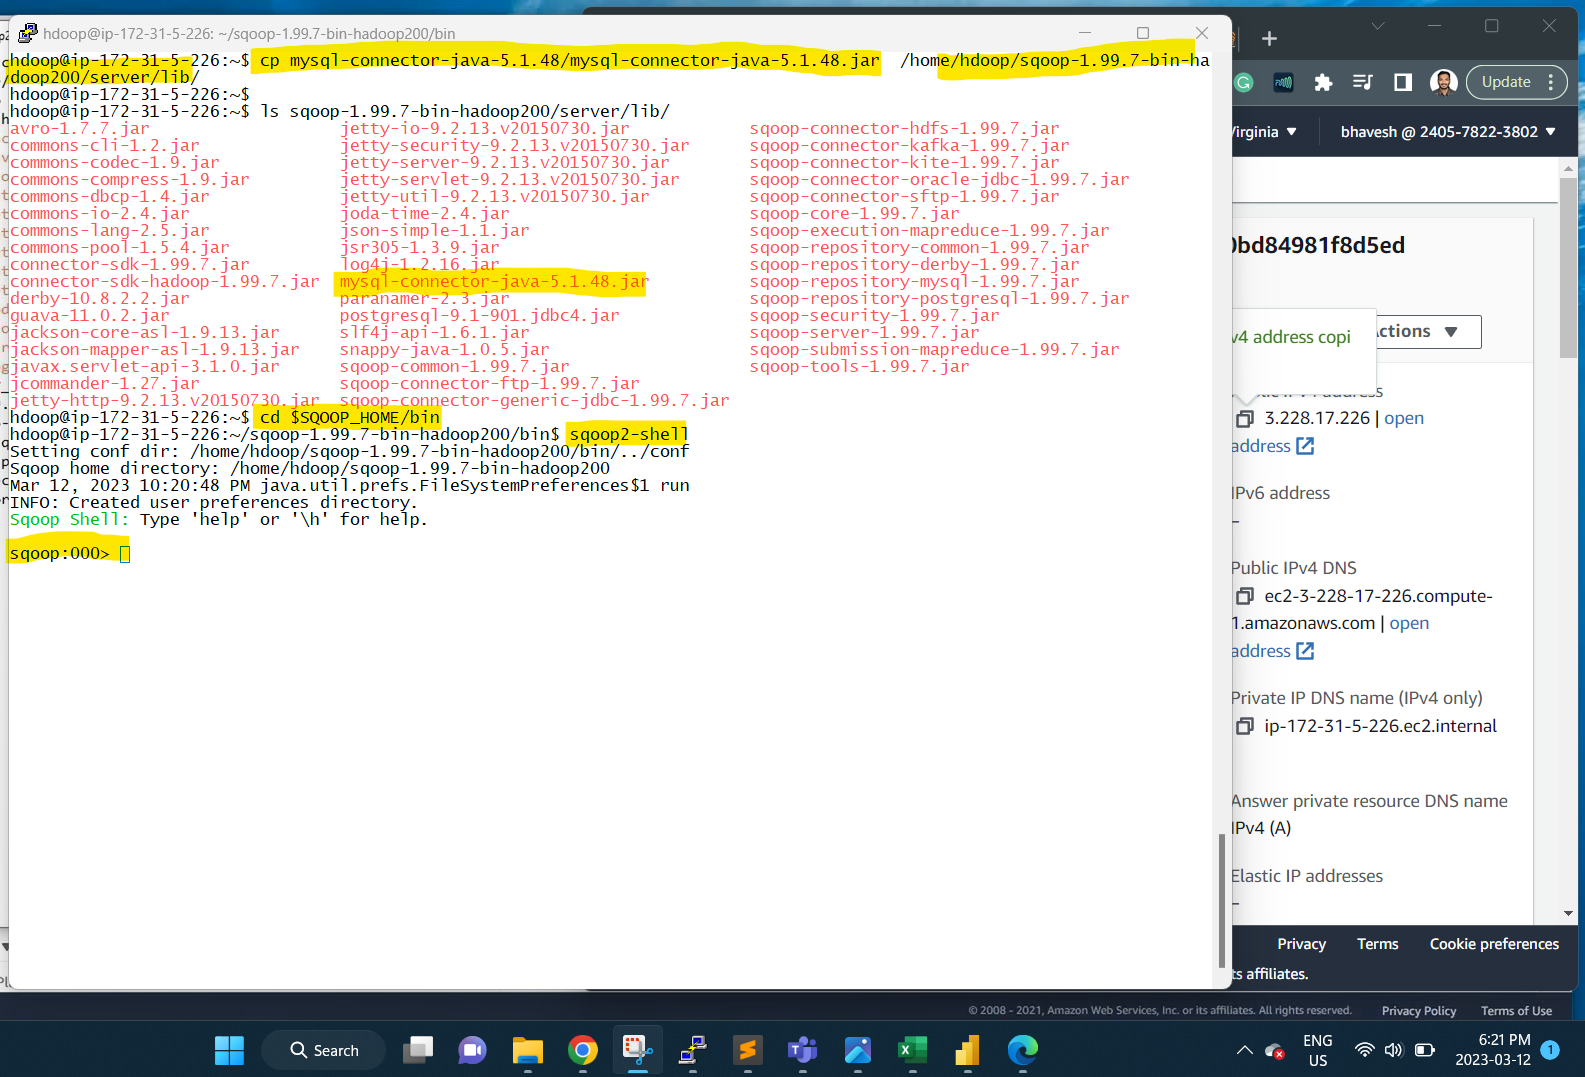 hdoop@ip-172-31-5-226: ~/sqoop-1.99.7-bin-hadoop200/bin
hdoop@ip-172-31-5-226:~$ cp mysql-connector-java-5.1.48/mysql-connector-java-5.1.48.jar  /home/hdoop/sqoop-1.99.7-bin-ha
doop200/server/lib/
hdoop@ip-172-31-5-226:~$
hdoop@ip-172-31-5-226:~$ ls sqoop-1.99.7-bin-hadoop200/server/lib/
avro-1.7.7.jar jetty-io-9.2.13.v20150730.jar sqoop-connector-hdfs-1.99.7.jar
commons-cli-1.2.jar jetty-security-9.2.13.v20150730.jar sqoop-connector-kafka-1.99.7.jar
commons-codec-1.9.jar jetty-server-9.2.13.v20150730.jar sqoop-connector-kite-1.99.7.jar
commons-compress-1.9.jar jetty-servlet-9.2.13.v20150730.jar sqoop-connector-oracle-jdbc-1.99.7.jar
commons-dbcp-1.4.jar jetty-util-9.2.13.v20150730.jar sqoop-connector-sftp-1.99.7.jar
commons-io-2.4.jar joda-time-2.4.jar sqoop-core-1.99.7.jar
commons-lang-2.5.jar json-simple-1.1.jar sqoop-execution-mapreduce-1.99.7.jar
commons-pool-1.5.4.jar jsr305-1.3.9.jar sqoop-repository-common-1.99.7.jar
connector-sdk-1.99.7.jar log4j-1.2.16.jar sqoop-repository-derby-1.99.7.jar
connector-sdk-hadoop-1.99.7.jar mysql-connector-java-5.1.48.jar sqoop-repository-mysql-1.99.7.jar
derby-10.8.2.2.jar paranamer-2.3.jar sqoop-repository-postgresql-1.99.7.jar
guava-11.0.2.jar postgresql-9.1-901.jdbc4.jar sqoop-security-1.99.7.jar
jackson-core-asl-1.9.13.jar slf4j-api-1.6.1.jar sqoop-server-1.99.7.jar
jackson-mapper-asl-1.9.13.jar snappy-java-1.0.5.jar sqoop-submission-mapreduce-1.99.7.jar
javax.servlet-api-3.1.0.jar sqoop-common-1.99.7.jar sqoop-tools-1.99.7.jar
jcommander-1.27.jar sqoop-connector-ftp-1.99.7.jar
jetty-http-9.2.13.v20150730.jar sqoop-connector-generic-jdbc-1.99.7.jar
hdoop@ip-172-31-5-226:~$ cd $SQOOP_HOME/bin
hdoop@ip-172-31-5-226:~/sqoop-1.99.7-bin-hadoop200/bin$ sqoop2-shell
Setting conf dir: /home/hdoop/sqoop-1.99.7-bin-hadoop200/bin/../conf
Sqoop home directory: /home/hdoop/sqoop-1.99.7-bin-hadoop200
Mar 12, 2023 10:20:48 PM java.util.prefs.FileSystemPreferences$1 run
INFO: Created user preferences directory.
Sqoop Shell: Type 'help' or '\h' for help.
sqoop:000>
Update
Virginia bhavesh @ 2405-7822-3802
0bd84981f8d5ed
v4 address copi
ctions
address
3.228.17.226 | open
address
IPv6 address
–
Public IPv4 DNS
ec2-3-228-17-226.compute-
1.amazonaws.com | open
address
Private IP DNS name (IPv4 only)
ip-172-31-5-226.ec2.internal
Answer private resource DNS name
IPv4 (A)
Elastic IP addresses
–
Privacy Terms Cookie preferences
ts affiliates.
© 2008 - 2021, Amazon Web Services, Inc. or its affiliates. All rights reserved. Privacy Policy Terms of Use
Search
ENG
US
6:21 PM
2023-03-12
1